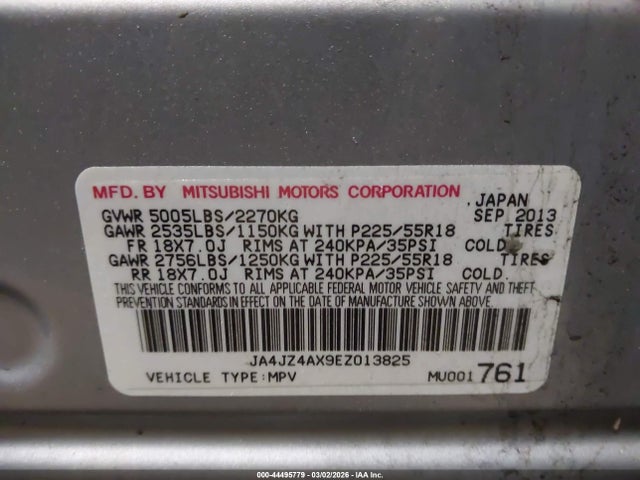 MFD. BY MITSUBISHI MOTORS CORPORATION , JAPAN
GVWR 5005LBS/2270KG SEP 2013
GAWR 2535LBS/1150KG WITH P225/55R18 TIRES
FR 18X7.0J RIMS AT 240KPA/35PSI COLD.
GAWR 2756LBS/1250KG WITH P225/55R18 TIRES
RR 18X7.0J RIMS AT 240KPA/35PSI COLD.
THIS VEHICLE CONFORMS TO ALL APPLICABLE FEDERAL MOTOR VEHICLE SAFETY AND THEFT
PREVENTION STANDARDS IN EFFECT ON THE DATE OF MANUFACTURE SHOWN ABOVE.
JA4JZ4AX9EZ013825
VEHICLE TYPE:MPV MU001761
000-44495779 - 03/02/2026 - IAA Inc.